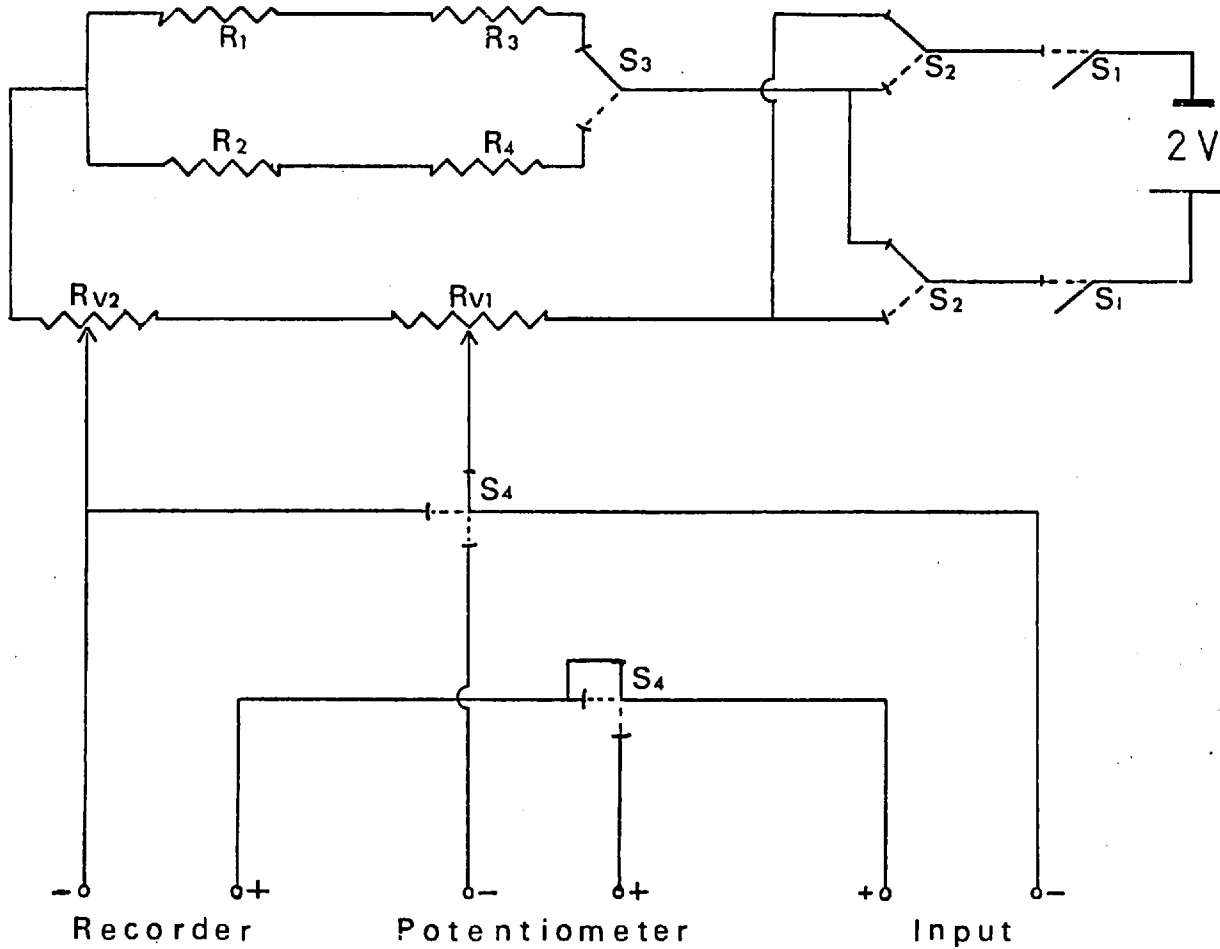 R1 R3 S3 S2 S1
2 V
R2 R4
S2 S1
RV2 RV1
S4
S4
- + - + + -
Recorder Potentiometer Input